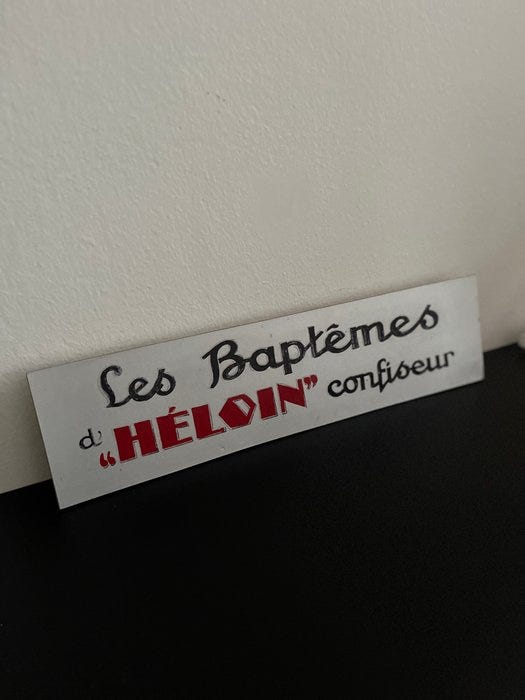 Les Baptêmes
d' "HÉLOIN" confiseur